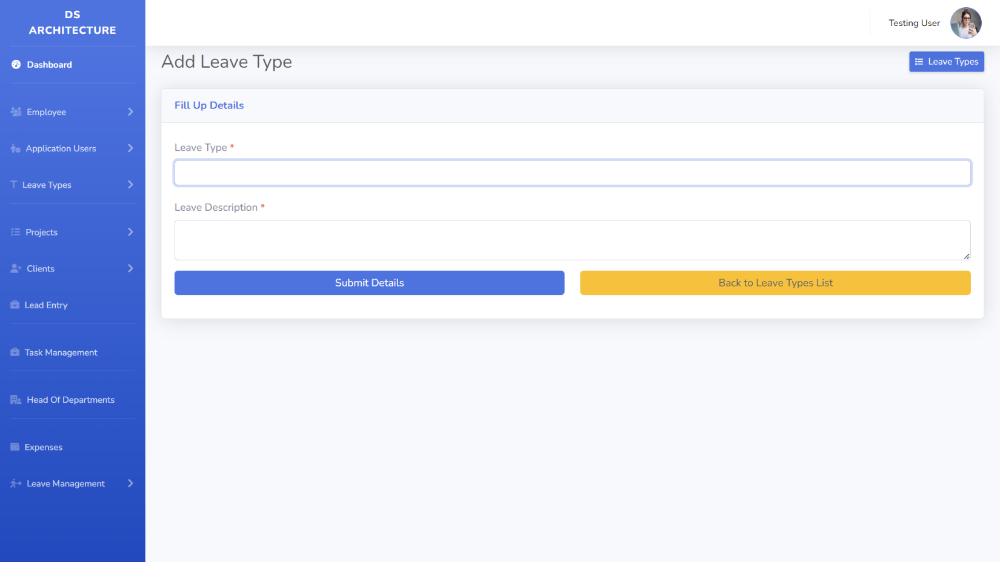 DS
ARCHITECTURE
Dashboard
Employee
Application Users
Leave Types
Projects
Clients
Lead Entry
Task Management
Head Of Departments
Expenses
Leave Management
Testing User
Add Leave Type
Leave Types
Fill Up Details
Leave Type *
Leave Description *
Submit Details
Back to Leave Types List